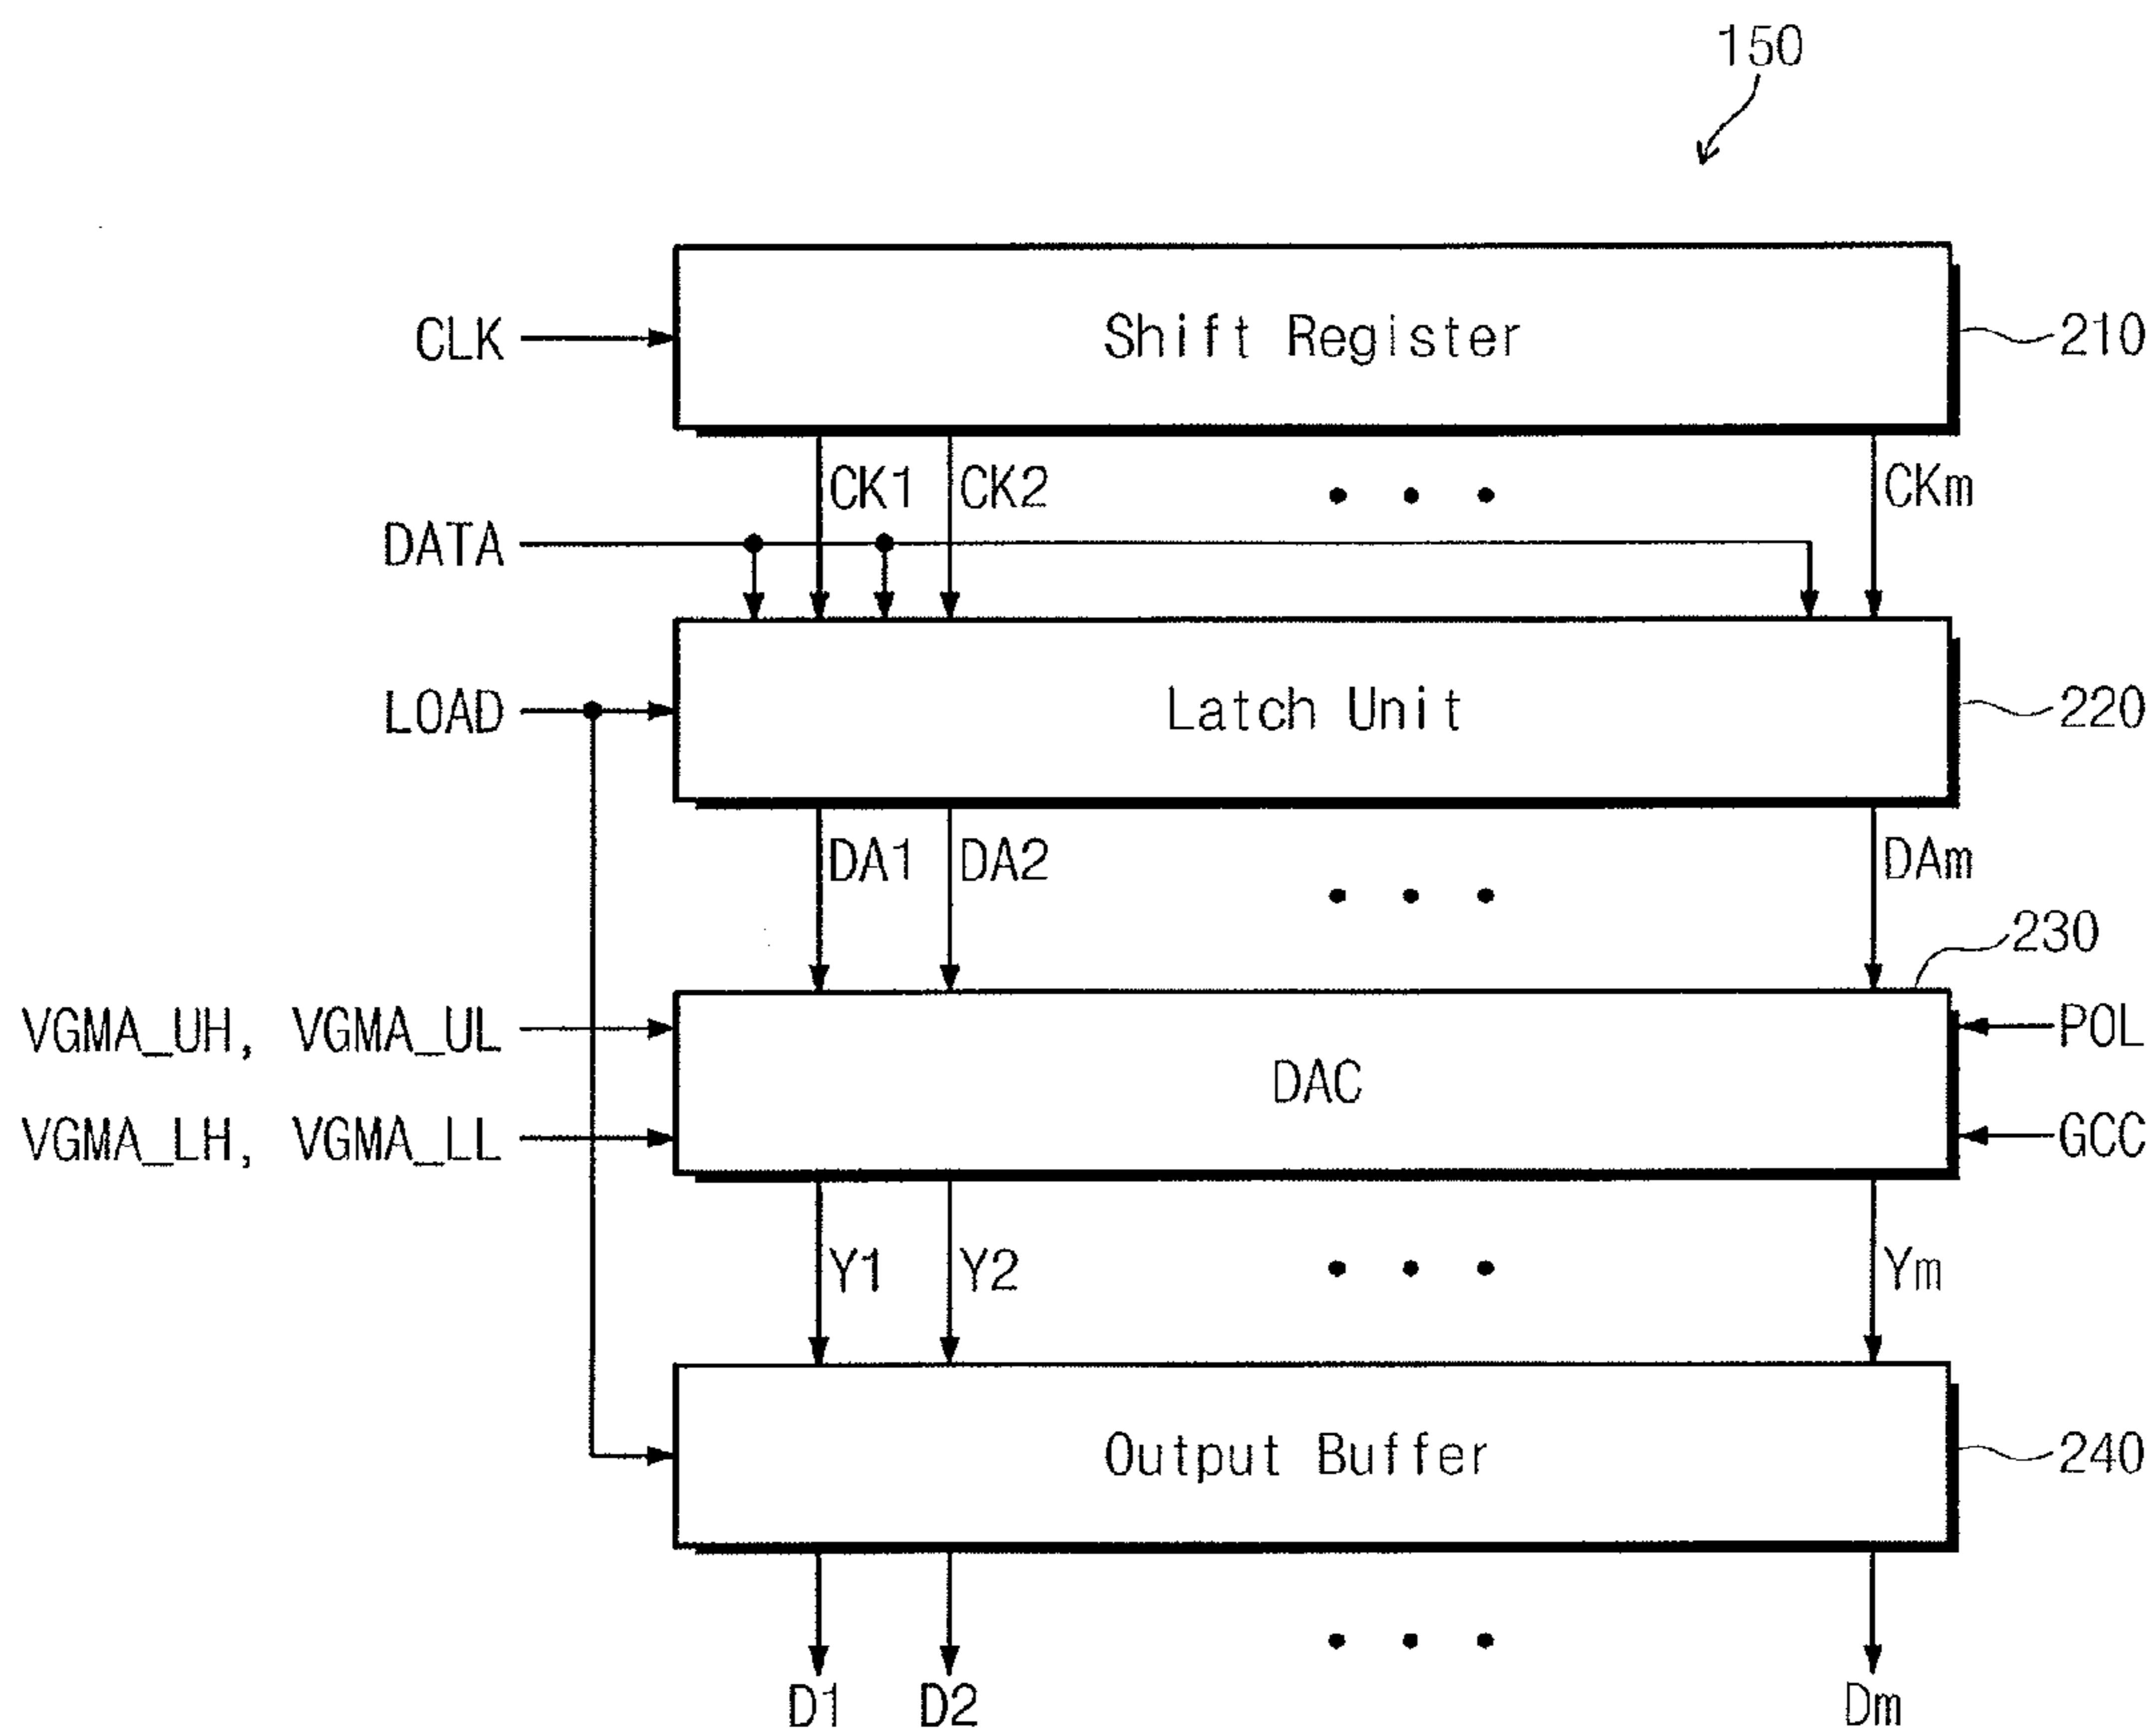 150
CLK
Shift Register
210
CK1 CK2 CKm
DATA
LOAD
Latch Unit
220
DA1 DA2 DAm
230
VGMA_UH, VGMA_UL
POL
DAC
VGMA_LH, VGMA_LL
GCC
Y1 Y2 Ym
Output Buffer
240
D1 D2 Dm